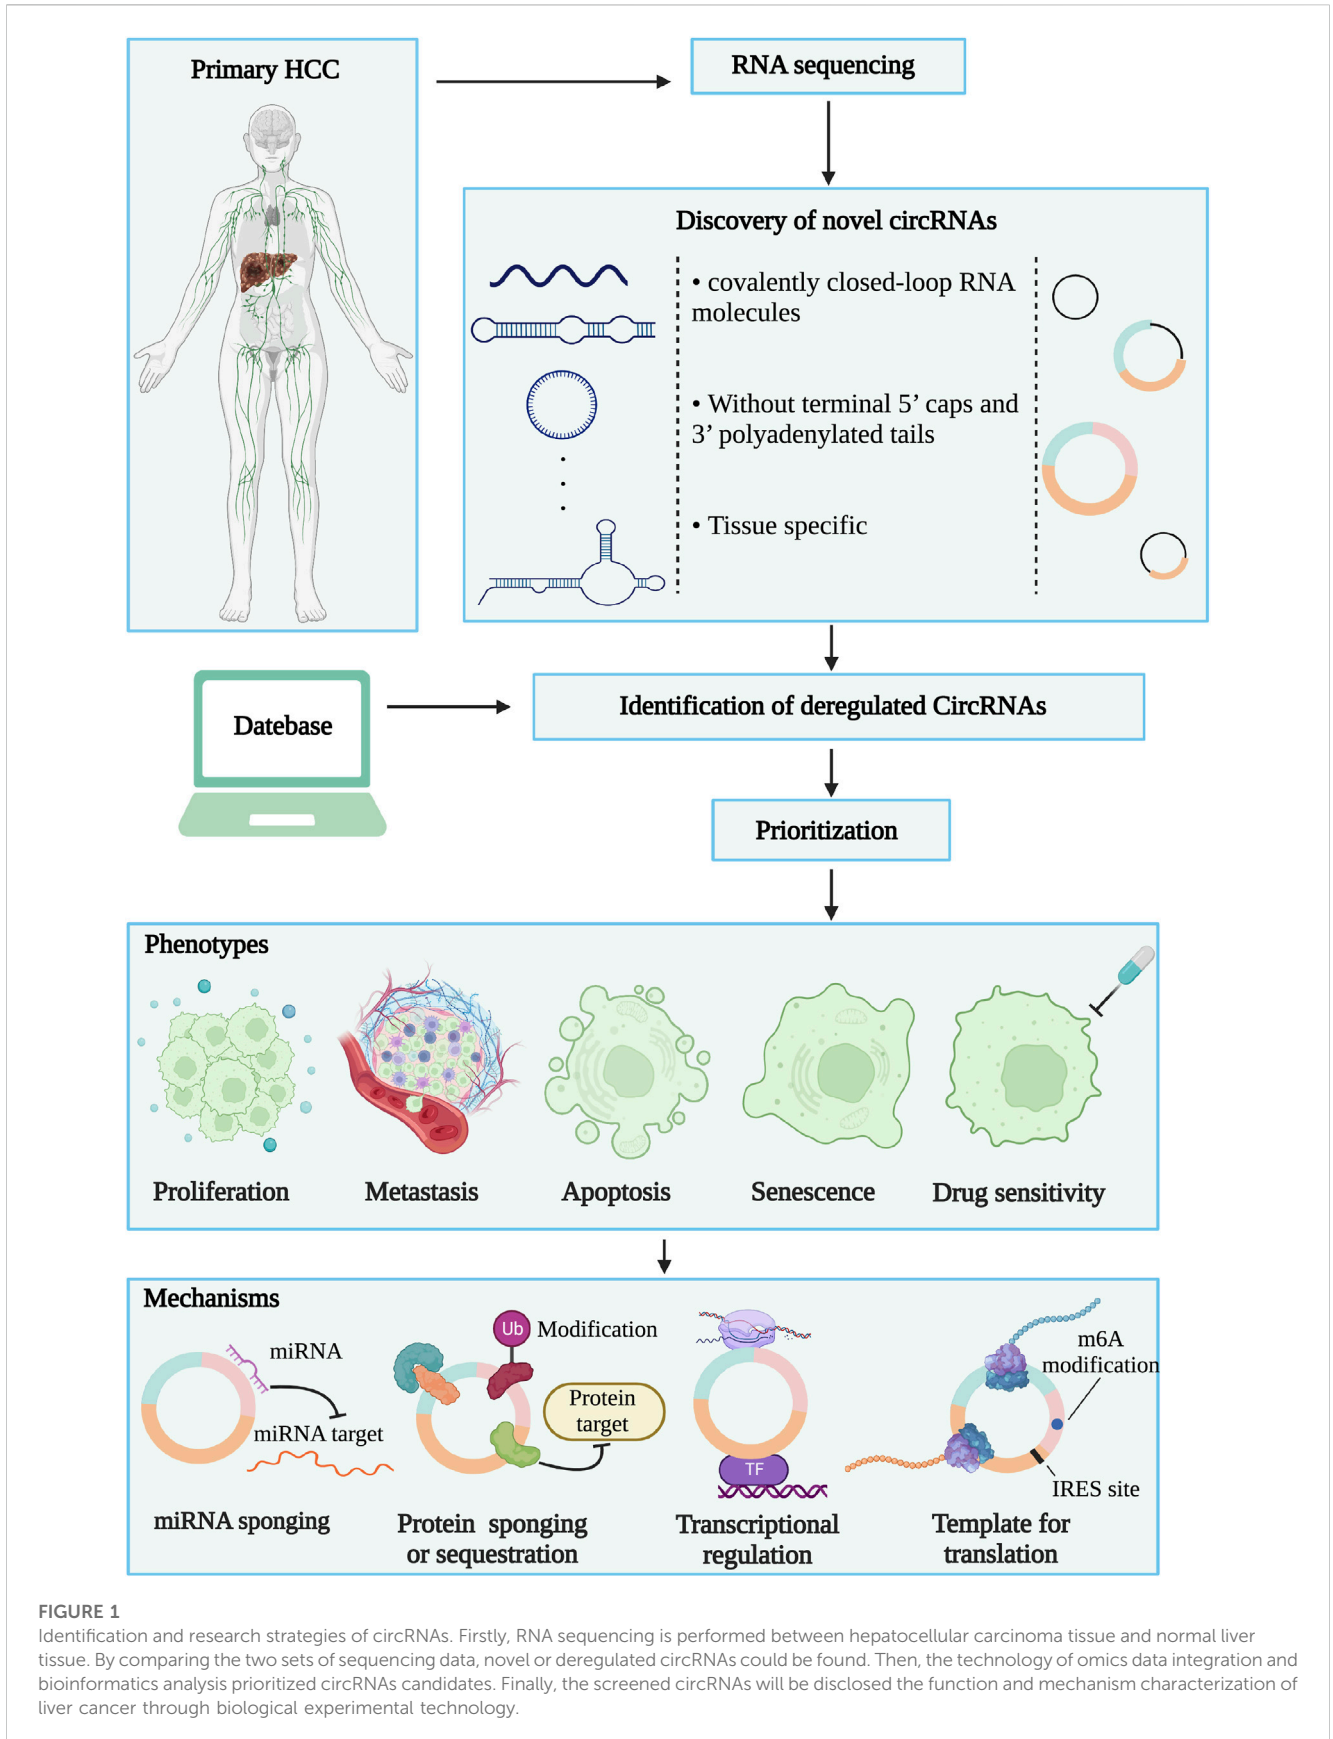 Primary HCC
RNA sequencing
Discovery of novel circRNAs
• covalently closed-loop RNA
molecules
• Without terminal 5’ caps and
3’ polyadenylated tails
• Tissue specific
Datebase
Identification of deregulated CircRNAs
Prioritization
Phenotypes
Proliferation
Metastasis
Apoptosis
Senescence
Drug sensitivity
Mechanisms
miRNA
miRNA target
miRNA sponging
Ub
Modification
Protein
target
Protein sponging
or sequestration
TF
Transcriptional
regulation
m6A
modification
IRES site
Template for
translation
FIGURE 1
Identification and research strategies of circRNAs. Firstly, RNA sequencing is performed between hepatocellular carcinoma tissue and normal liver
tissue. By comparing the two sets of sequencing data, novel or deregulated circRNAs could be found. Then, the technology of omics data integration and
bioinformatics analysis prioritized circRNAs candidates. Finally, the screened circRNAs will be disclosed the function and mechanism characterization of
liver cancer through biological experimental technology.